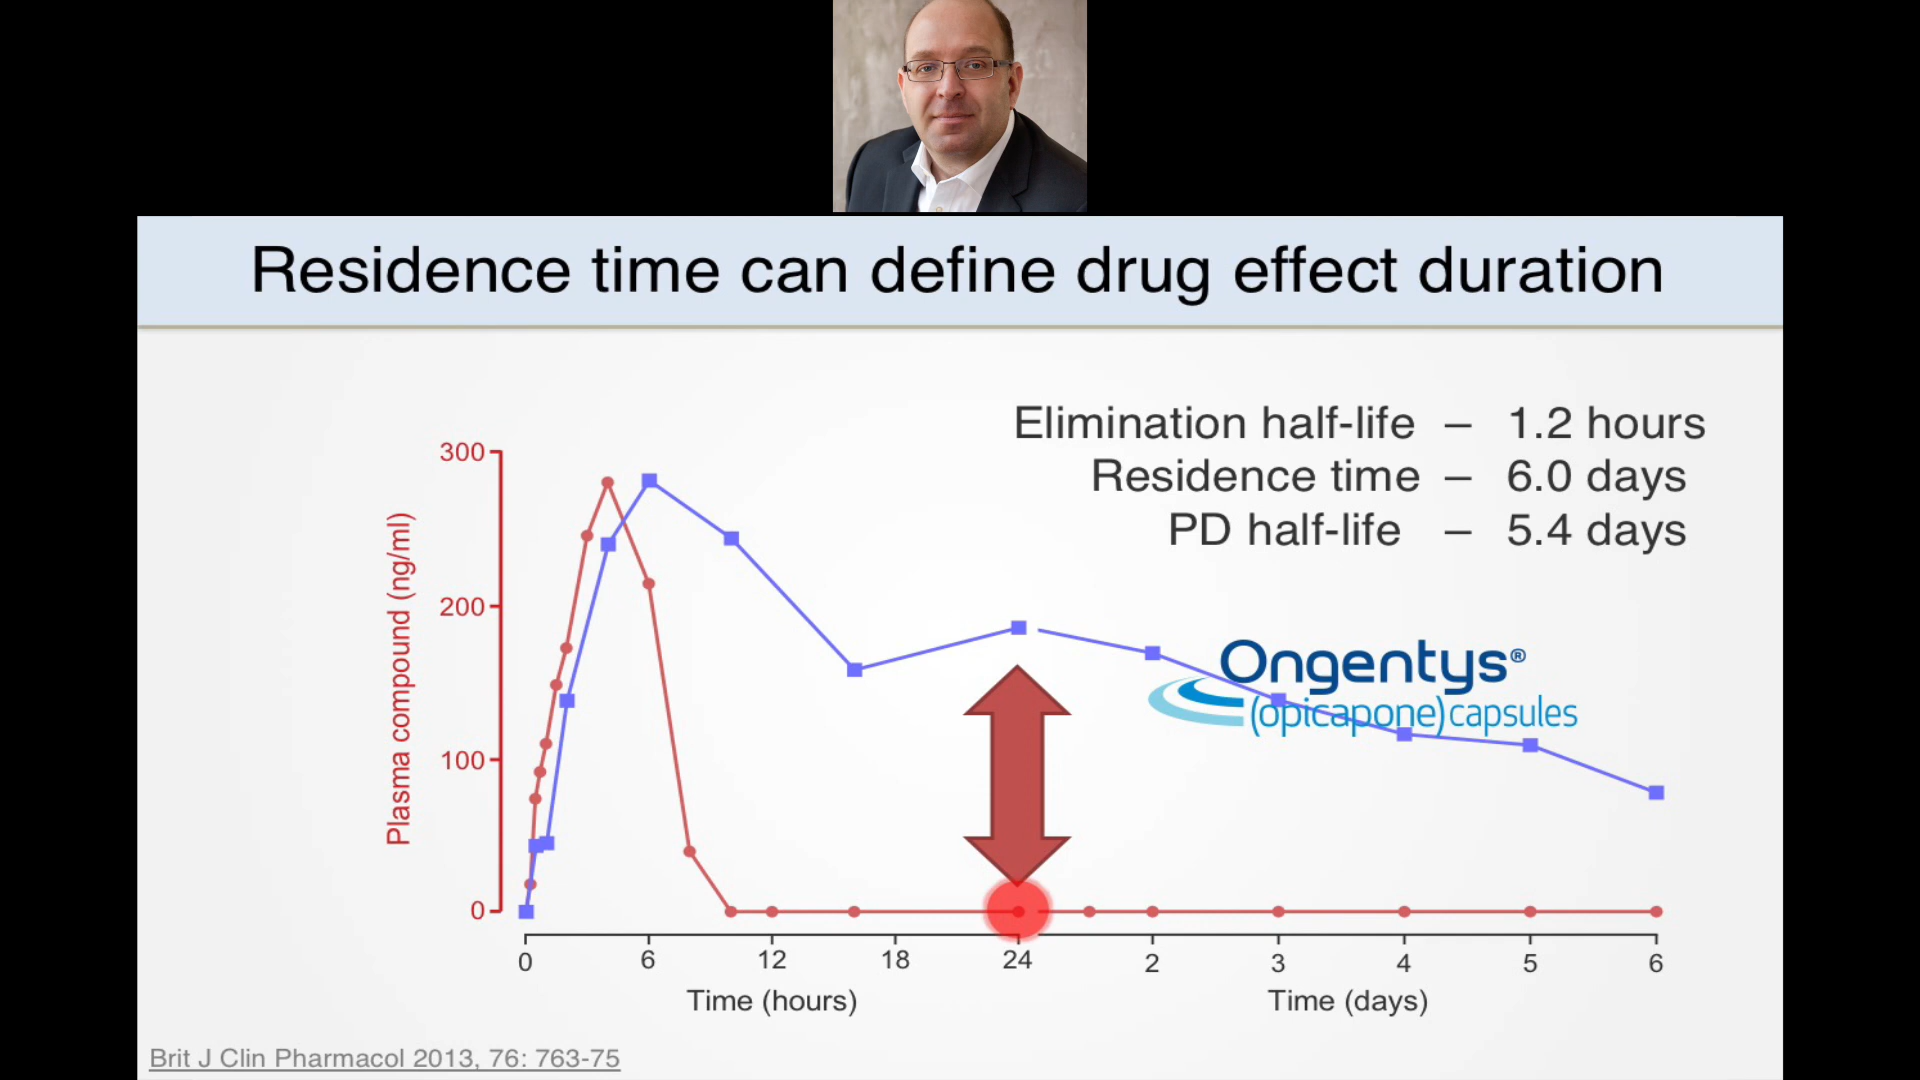 Residence time can define drug effect duration
Elimination half-life – 1.2 hours
Residence time – 6.0 days
PD half-life – 5.4 days
300
200
100
0
Plasma compound (ng/ml)
Ongentys®
(opicapone) capsules
0 6 12 18 24 2 3 4 5 6
Time (hours) Time (days)
Brit J Clin Pharmacol 2013, 76: 763-75